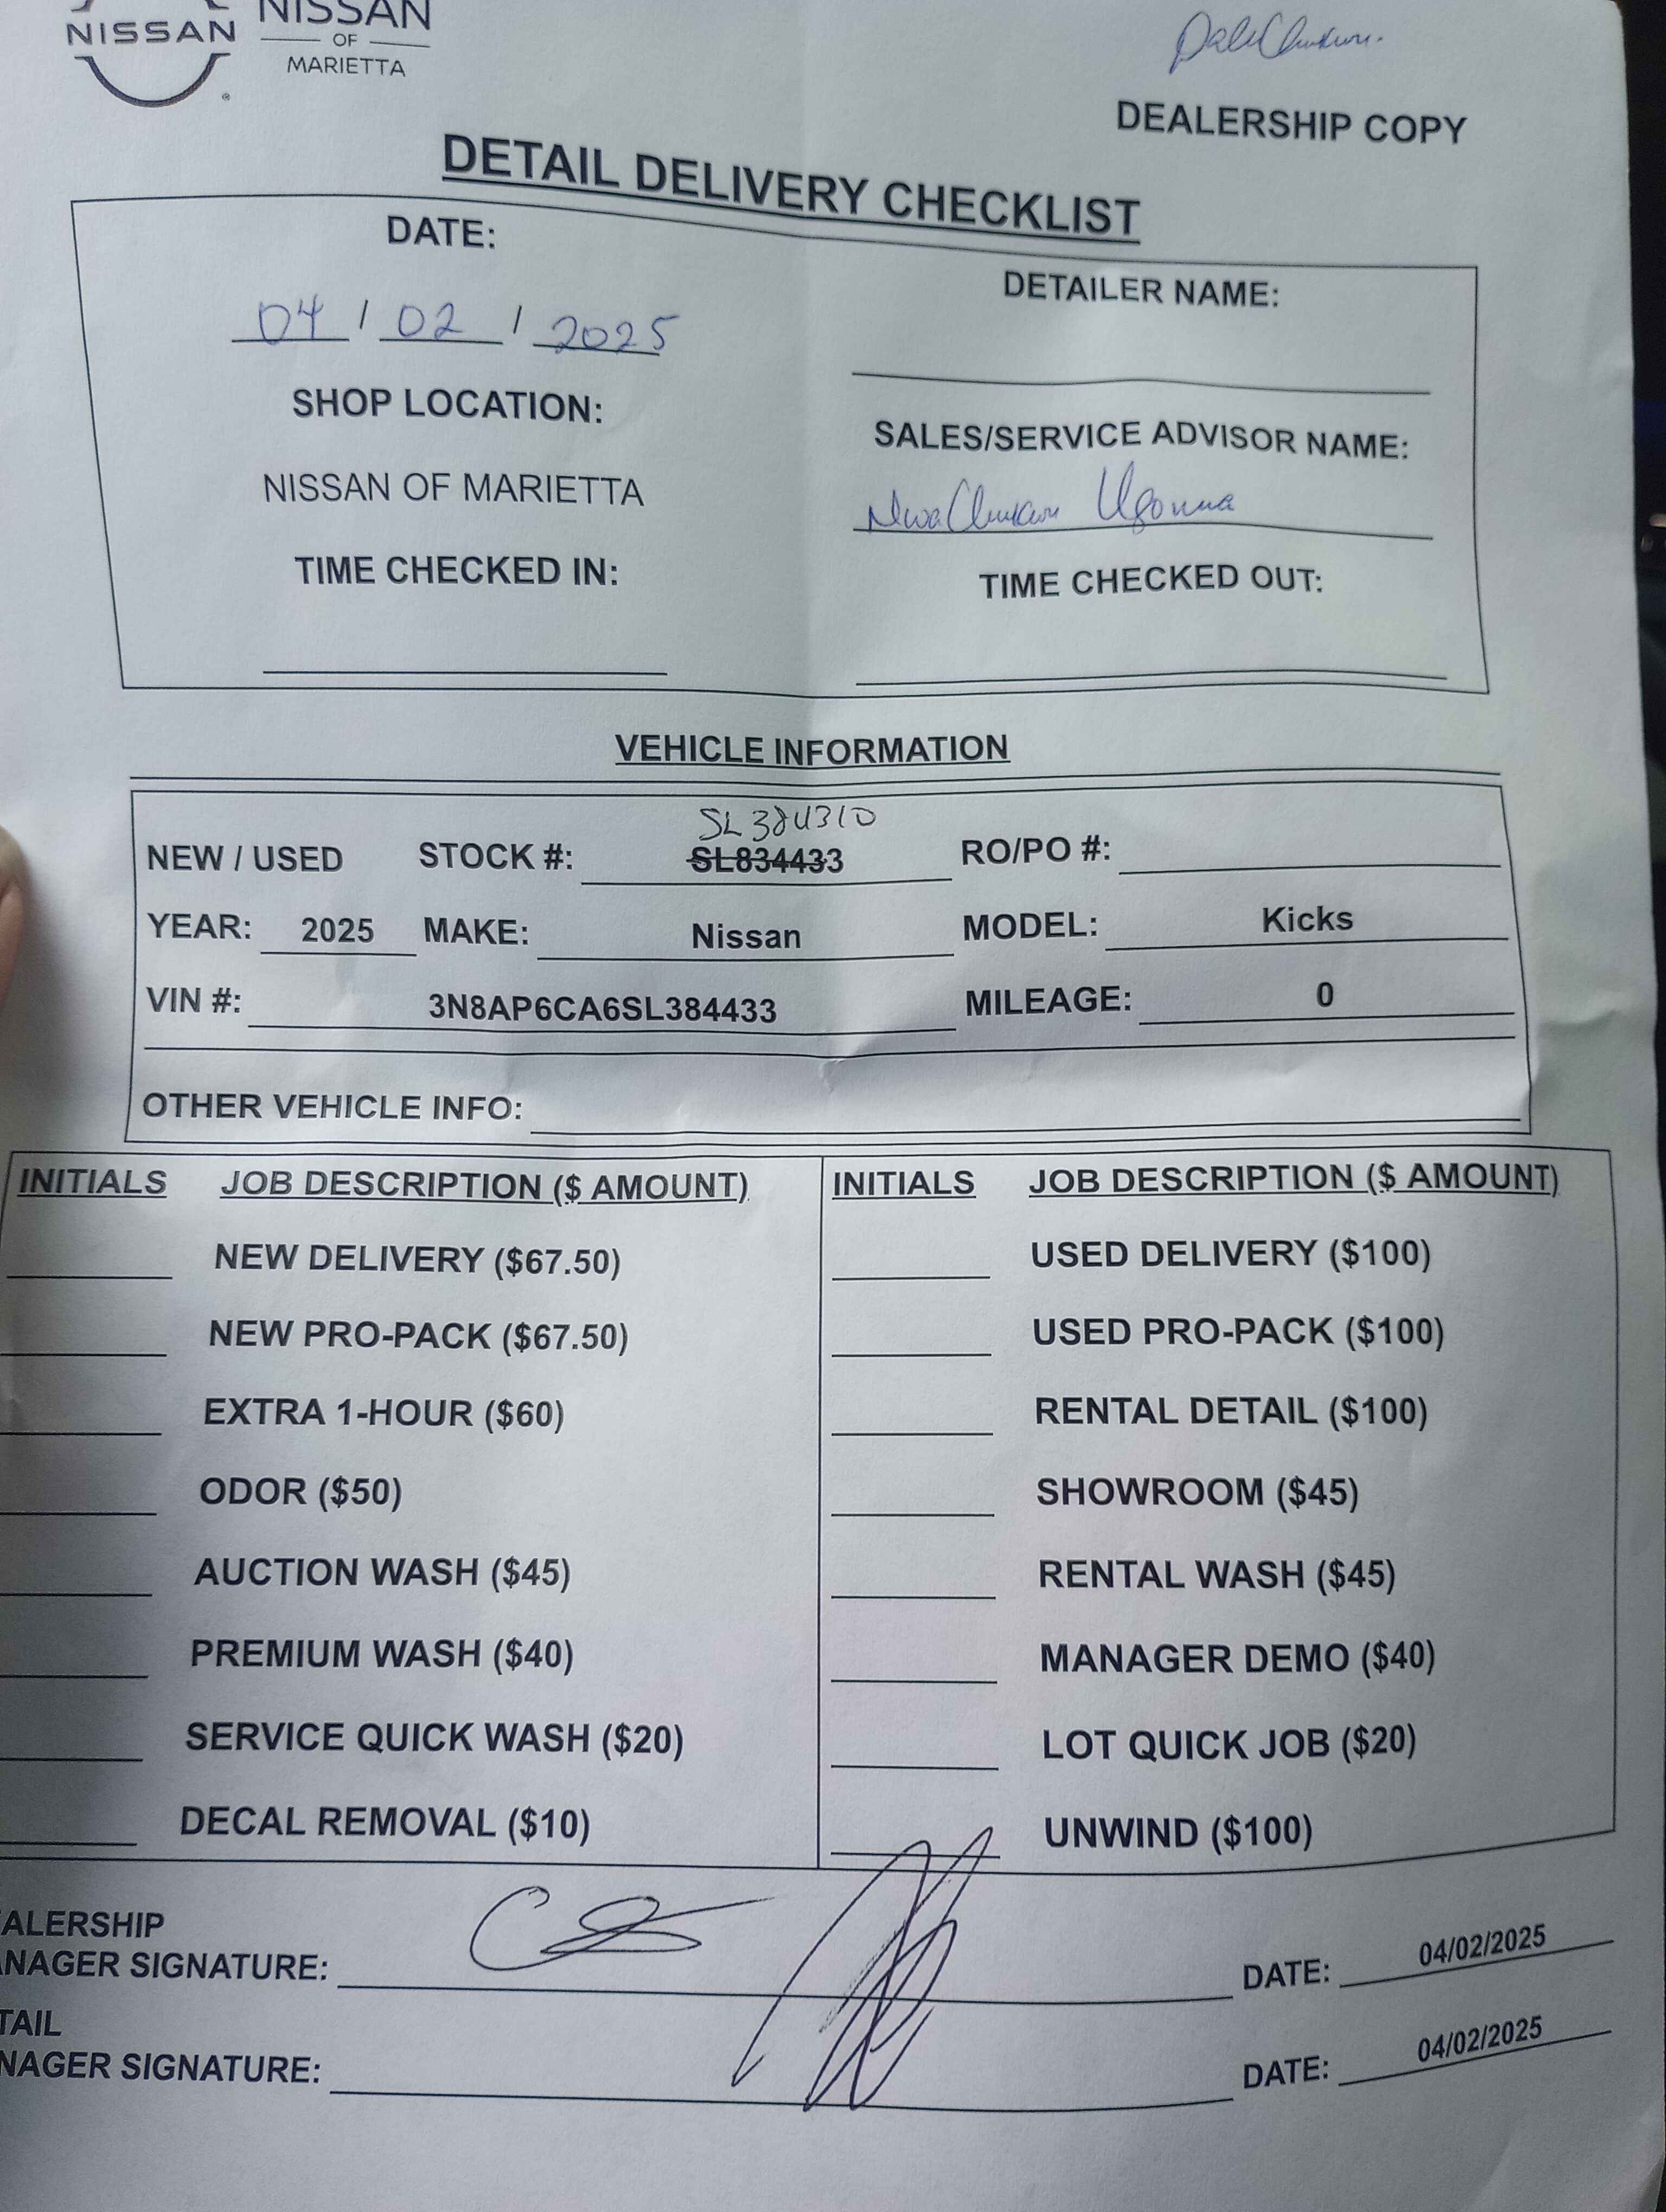 NISSAN
NISSAN
OF
MARIETTA
DEALERSHIP COPY
DETAIL DELIVERY CHECKLIST
DATE:
04 / 02 / 2025
DETAILER NAME:
SHOP LOCATION:
NISSAN OF MARIETTA
SALES/SERVICE ADVISOR NAME:
NwaChukwu Ugonna
TIME CHECKED IN:
TIME CHECKED OUT:
VEHICLE INFORMATION
SL384310
NEW / USED STOCK #: SL834433 RO/PO #:
YEAR: 2025 MAKE: Nissan MODEL: Kicks
VIN #: 3N8AP6CA6SL384433 MILEAGE: 0
OTHER VEHICLE INFO:
INITIALS JOB DESCRIPTION ($ AMOUNT) INITIALS JOB DESCRIPTION ($ AMOUNT)
NEW DELIVERY ($67.50) USED DELIVERY ($100)
NEW PRO-PACK ($67.50) USED PRO-PACK ($100)
EXTRA 1-HOUR ($60) RENTAL DETAIL ($100)
ODOR ($50) SHOWROOM ($45)
AUCTION WASH ($45) RENTAL WASH ($45)
PREMIUM WASH ($40) MANAGER DEMO ($40)
SERVICE QUICK WASH ($20) LOT QUICK JOB ($20)
DECAL REMOVAL ($10) UNWIND ($100)
ALERSHIP
NAGER SIGNATURE: DATE: 04/02/2025
TAIL
NAGER SIGNATURE: DATE: 04/02/2025